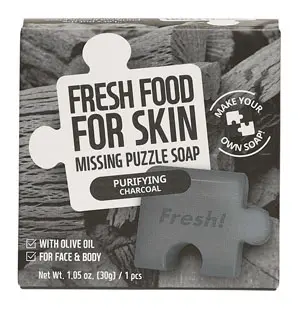 FRESH FOOD
FOR SKIN
MISSING PUZZLE SOAP
PURIFYING
CHARCOAL
MAKE YOUR
OWN SOAP!
Fresh!
WITH OLIVE OIL
FOR FACE & BODY
Net Wt. 1.05 oz. (30g) / 1 pcs